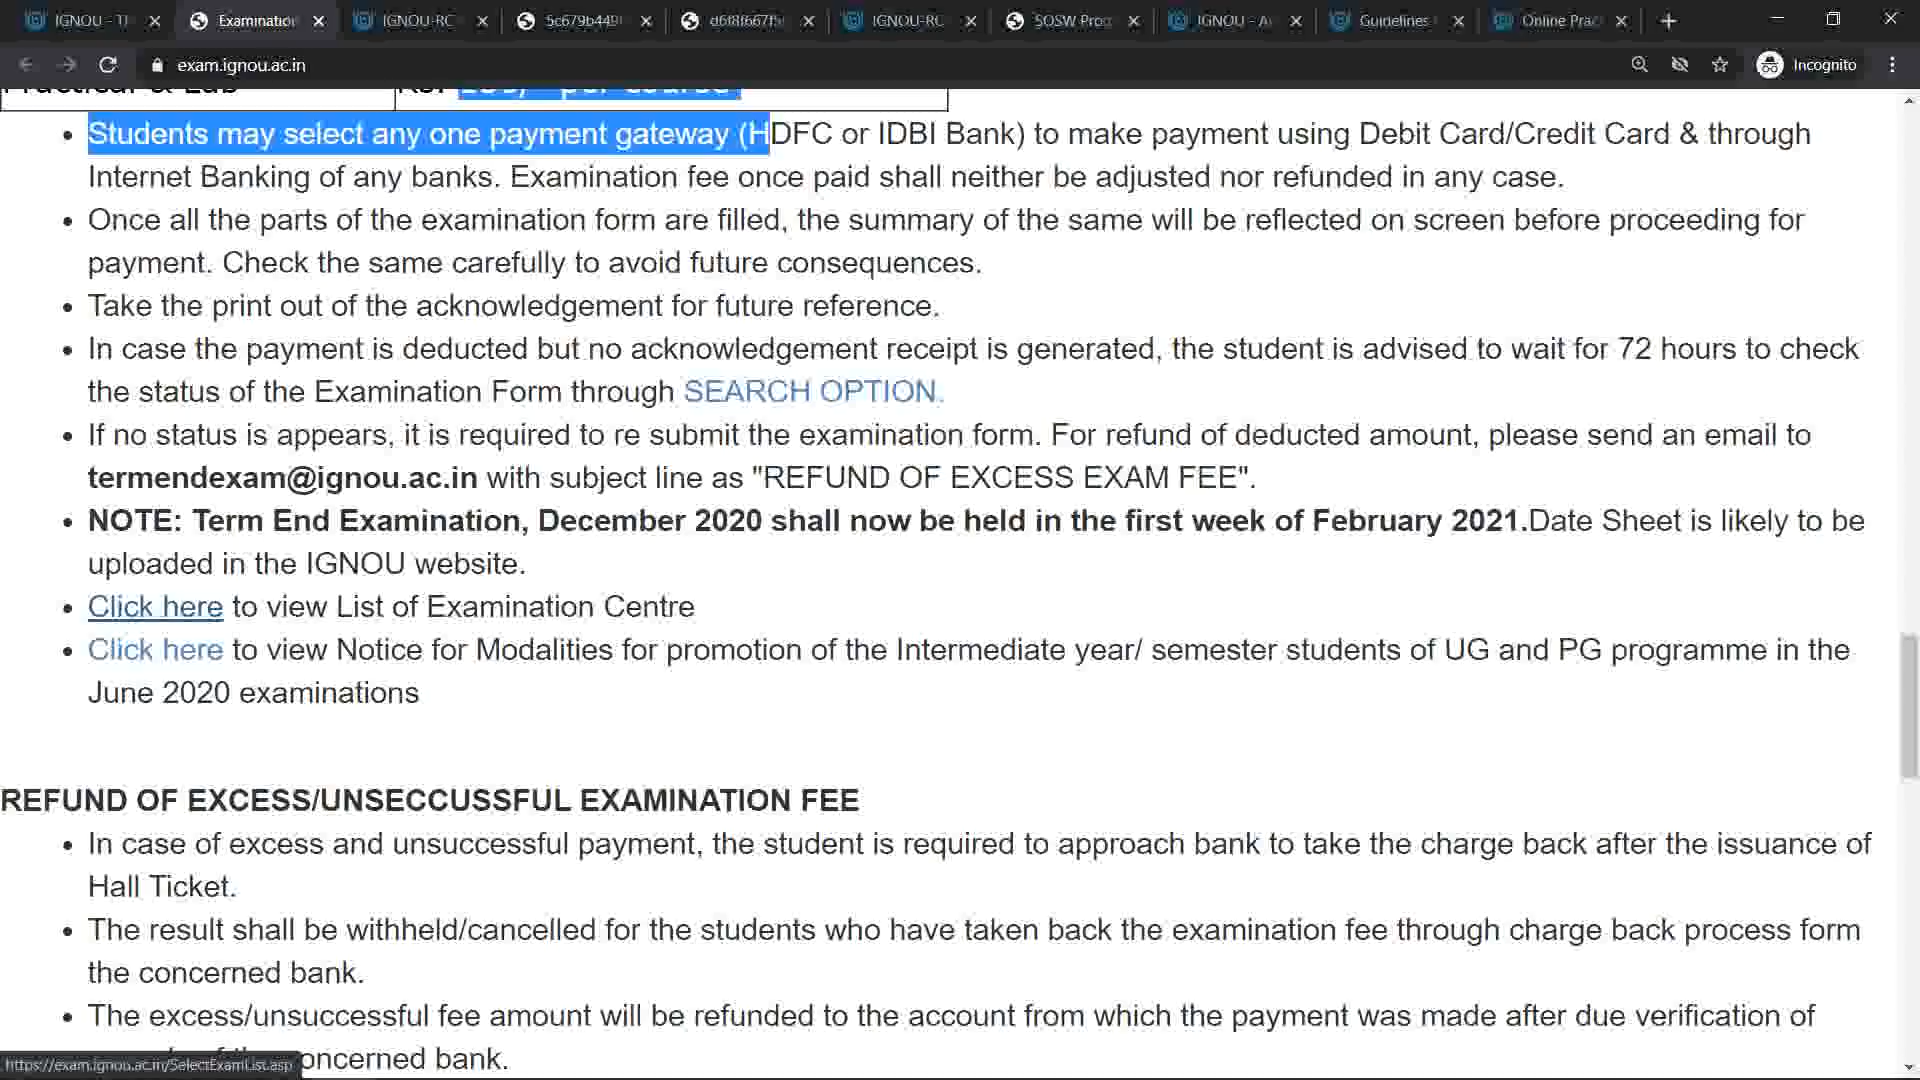 IGNOU - T
Examination
IGNOU-RC
5c679b449
d6f8f667f5
IGNOU-RC
SOSW Prog
IGNOU - A
Guidelines
Online Prac
exam.ignou.ac.in
Incognito
Practical & Lab
per course
Students may select any one payment gateway (HDFC or IDBI Bank) to make payment using Debit Card/Credit Card & through
Internet Banking of any banks. Examination fee once paid shall neither be adjusted nor refunded in any case.
Once all the parts of the examination form are filled, the summary of the same will be reflected on screen before proceeding for
payment. Check the same carefully to avoid future consequences.
Take the print out of the acknowledgement for future reference.
In case the payment is deducted but no acknowledgement receipt is generated, the student is advised to wait for 72 hours to check
the status of the Examination Form through SEARCH OPTION.
If no status is appears, it is required to re submit the examination form. For refund of deducted amount, please send an email to
termendexam@ignou.ac.in with subject line as "REFUND OF EXCESS EXAM FEE".
NOTE: Term End Examination, December 2020 shall now be held in the first week of February 2021.Date Sheet is likely to be
uploaded in the IGNOU website.
Click here to view List of Examination Centre
Click here to view Notice for Modalities for promotion of the Intermediate year/ semester students of UG and PG programme in the
June 2020 examinations
REFUND OF EXCESS/UNSECCUSSFUL EXAMINATION FEE
In case of excess and unsuccessful payment, the student is required to approach bank to take the charge back after the issuance of
Hall Ticket.
The result shall be withheld/cancelled for the students who have taken back the examination fee through charge back process form
the concerned bank.
The excess/unsuccessful fee amount will be refunded to the account from which the payment was made after due verification of
oncerned bank.
https://exam.ignou.ac.in/SelectExamList.asp